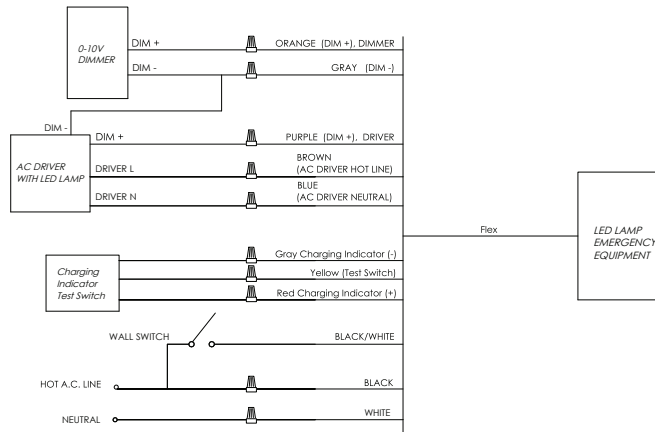 0-10V
DIMMER
DIM +
ORANGE (DIM +), DIMMER
DIM -
GRAY (DIM -)
DIM -
AC DRIVER
WITH LED LAMP
DIM +
PURPLE (DIM +), DRIVER
DRIVER L
BROWN
(AC DRIVER HOT LINE)
DRIVER N
BLUE
(AC DRIVER NEUTRAL)
Flex
LED LAMP
EMERGENCY
EQUIPMENT
Charging
Indicator
Test Switch
Gray Charging Indicator (-)
Yellow (Test Switch)
Red Charging Indicator (+)
WALL SWITCH
BLACK/WHITE
HOT A.C. LINE
BLACK
NEUTRAL
WHITE